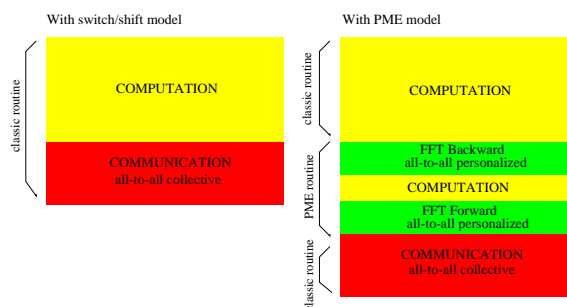 With switch/shift model
classic routine
COMPUTATION
COMMUNICATION
all-to-all collective
With PME model
classic routine
COMPUTATION
PME routine
FFT Backward
all-to-all personalized
COMPUTATION
FFT Forward
all-to-all personalized
classic routine
COMMUNICATION
all-to-all collective